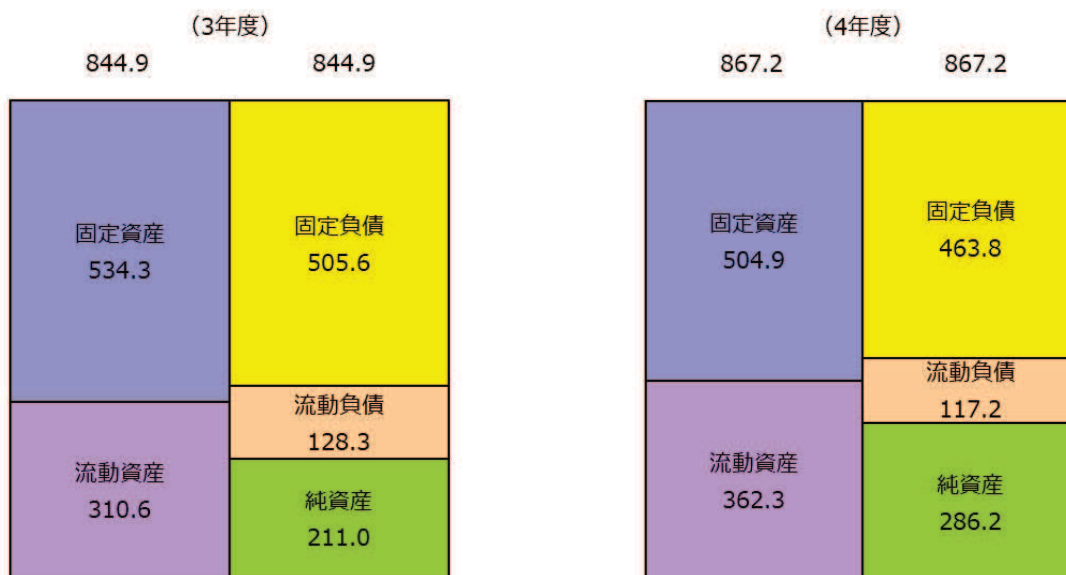 (3年度)
844.9 844.9
固定資産
534.3
固定負債
505.6
流動負債
128.3
流動資産
310.6
純資産
211.0
(4年度)
867.2 867.2
固定資産
504.9
固定負債
463.8
流動負債
117.2
流動資産
362.3
純資産
286.2